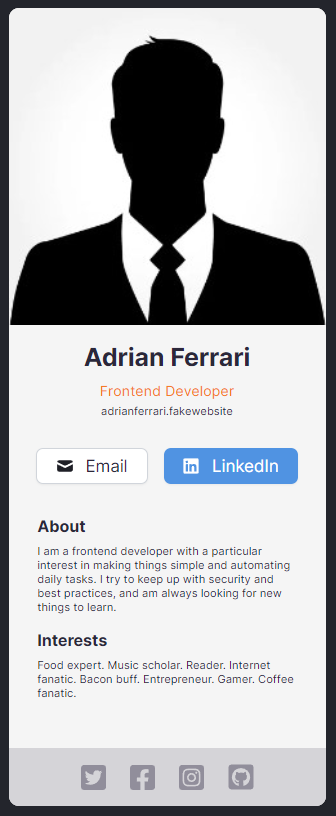 Adrian Ferrari
Frontend Developer
adrianferrari.fakewebsite
Email
LinkedIn
About
I am a frontend developer with a particular
interest in making things simple and automating
daily tasks. I try to keep up with security and
best practices, and am always looking for new
things to learn.
Interests
Food expert. Music scholar. Reader. Internet
fanatic. Bacon buff. Entrepreneur. Gamer. Coffee
fanatic.